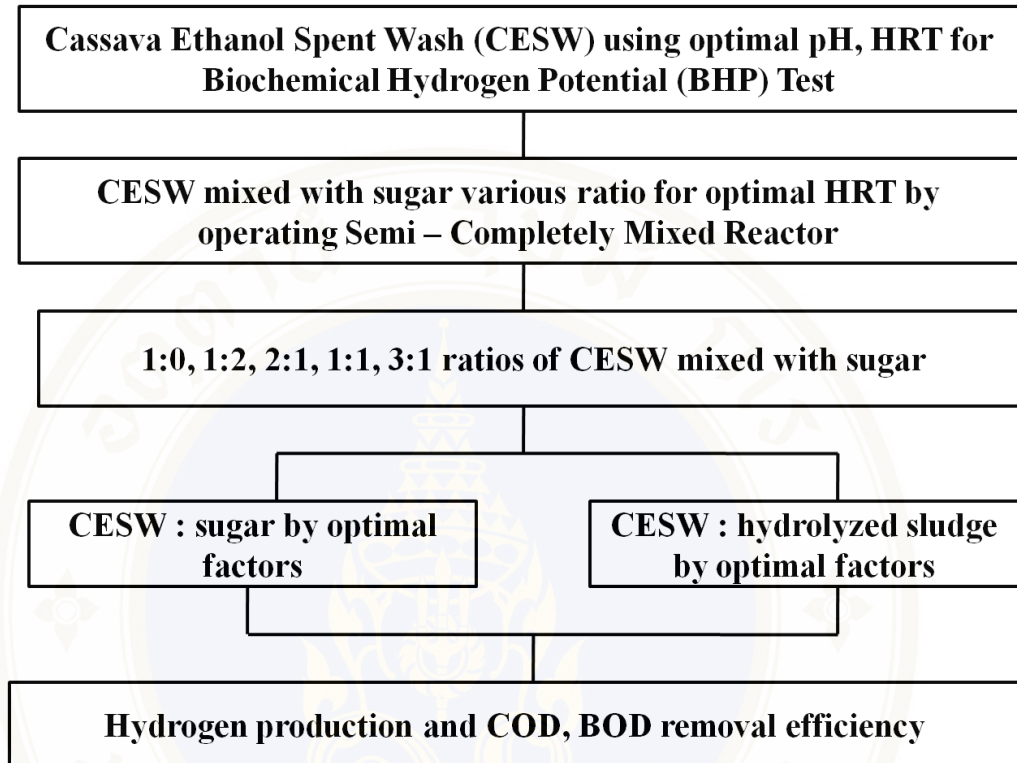 Cassava Ethanol Spent Wash (CESW) using optimal pH, HRT for
Biochemical Hydrogen Potential (BHP) Test
CESW mixed with sugar various ratio for optimal HRT by
operating Semi – Completely Mixed Reactor
1:0, 1:2, 2:1, 1:1, 3:1 ratios of CESW mixed with sugar
CESW : sugar by optimal
factors
CESW : hydrolyzed sludge
by optimal factors
Hydrogen production and COD, BOD removal efficiency